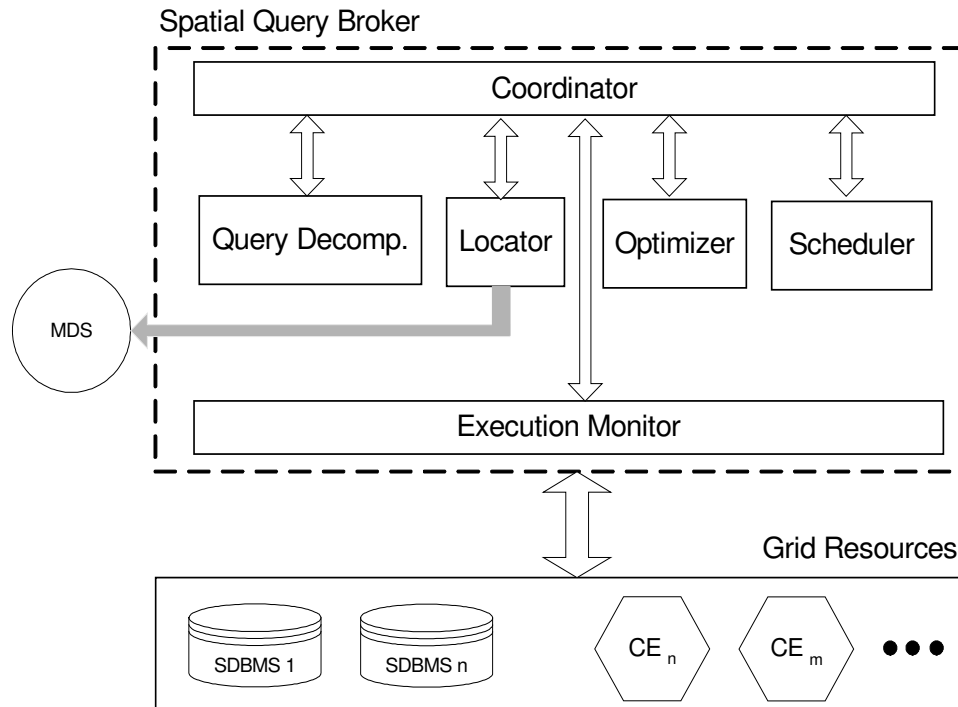 Spatial Query Broker
Coordinator
Query Decomp.
Locator
Optimizer
Scheduler
MDS
Execution Monitor
Grid Resources
SDBMS 1
SDBMS n
CE n
CE m